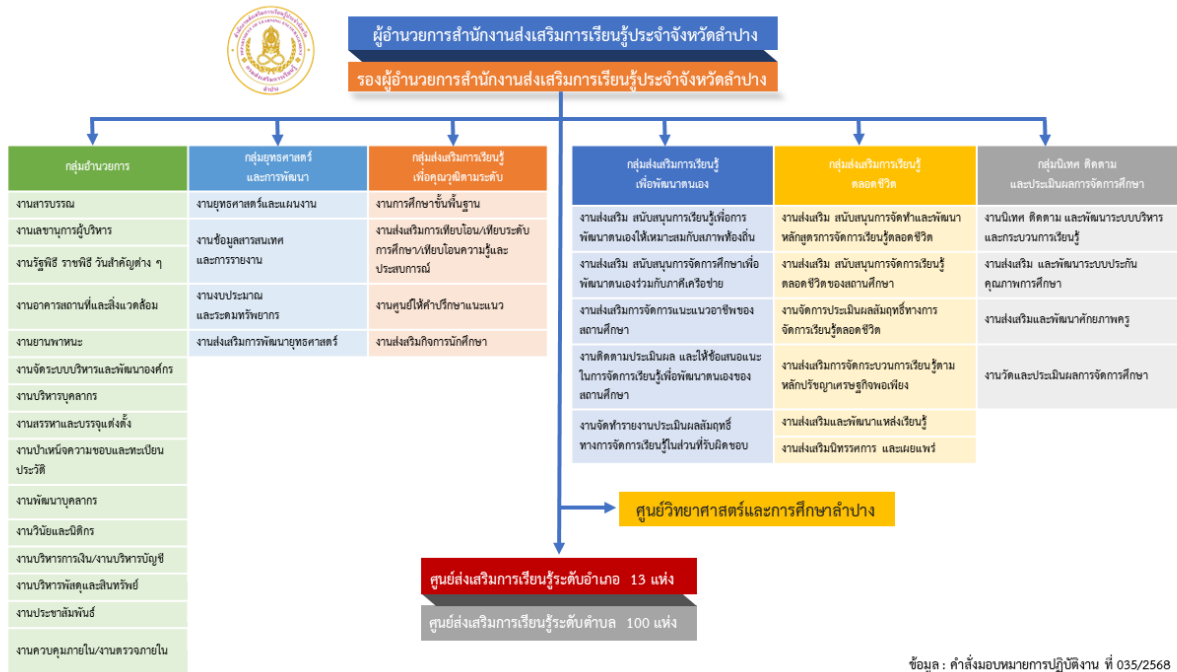 ผู้อำนวยการสำนักงานส่งเสริมการเรียนรู้ประจำจังหวัดลำปาง
รองผู้อำนวยการสำนักงานส่งเสริมการเรียนรู้ประจำจังหวัดลำปาง
ลำปาง
กลุ่มอำนวยการ
งานสารบรรณ
งานเลขานุการผู้บริหาร
งานรัฐพิธี ราชพิธี วันสำคัญต่าง ๆ
งานอาคารสถานที่และสิ่งแวดล้อม
งานยานพาหนะ
งานจัดระบบบริหารและพัฒนาองค์กร
งานบริหารบุคลากร
งานสรรหาและบรรจุแต่งตั้ง
งานบำเหน็จความชอบและทะเบียน
ประวัติ
งานพัฒนาบุคลากร
งานวินัยและนิติกร
งานบริหารการเงิน/งานบริหารบัญชี
งานบริหารพัสดุและสินทรัพย์
งานประชาสัมพันธ์
งานควบคุมภายใน/งานตรวจภายใน
กลุ่มยุทธศาสตร์
และการพัฒนา
งานยุทธศาสตร์และแผนงาน
งานข้อมูลสารสนเทศ
และการรายงาน
งานงบประมาณ
และระดมทรัพยากร
งานส่งเสริมการพัฒนายุทธศาสตร์
กลุ่มส่งเสริมการเรียนรู้
เพื่อคุณวุฒิตามระดับ
งานการศึกษาขั้นพื้นฐาน
งานส่งเสริมการเทียบโอน/เทียบระดับ
การศึกษา/เทียบโอนความรู้และ
ประสบการณ์
งานศูนย์ให้คำปรึกษาแนะแนว
งานส่งเสริมกิจการนักศึกษา
กลุ่มส่งเสริมการเรียนรู้
เพื่อพัฒนาตนเอง
งานส่งเสริม สนับสนุนการเรียนรู้เพื่อการ
พัฒนาตนเองให้เหมาะสมกับสภาพท้องถิ่น
งานส่งเสริม สนับสนุนการจัดการศึกษาเพื่อ
พัฒนาตนเองร่วมกับภาคีเครือข่าย
งานส่งเสริมการจัดการแนะแนวอาชีพของ
สถานศึกษา
งานติดตามประเมินผล และให้ข้อเสนอแนะ
ในการจัดการเรียนรู้เพื่อพัฒนาตนเองของ
สถานศึกษา
งานจัดทำรายงานประเมินผลสัมฤทธิ์
ทางการจัดการเรียนรู้ในส่วนที่รับผิดชอบ
กลุ่มส่งเสริมการเรียนรู้
ตลอดชีวิต
งานส่งเสริม สนับสนุนการจัดทำและพัฒนา
หลักสูตรการจัดการเรียนรู้ตลอดชีวิต
งานส่งเสริม สนับสนุนการจัดการเรียนรู้
ตลอดชีวิตของสถานศึกษา
งานจัดการประเมินผลสัมฤทธิ์ทางการ
จัดการเรียนรู้ตลอดชีวิต
งานส่งเสริมการจัดกระบวนการเรียนรู้ตาม
หลักปรัชญาเศรษฐกิจพอเพียง
งานส่งเสริมและพัฒนาแหล่งเรียนรู้
งานส่งเสริมนิทรรศการ และเผยแพร่
กลุ่มนิเทศ ติดตาม
และประเมินผลการจัดการศึกษา
งานนิเทศ ติดตาม และพัฒนาระบบบริหาร
และกระบวนการเรียนรู้
งานส่งเสริม และพัฒนาระบบประกัน
คุณภาพการศึกษา
งานส่งเสริมและพัฒนาศักยภาพครู
งานวัดและประเมินผลการจัดการศึกษา
ศูนย์วิทยาศาสตร์และการศึกษาลำปาง
ศูนย์ส่งเสริมการเรียนรู้ระดับอำเภอ 13 แห่ง
ศูนย์ส่งเสริมการเรียนรู้ระดับตำบล 100 แห่ง
ข้อมูล : คำสั่งมอบหมายการปฏิบัติงาน ที่ 035/2568